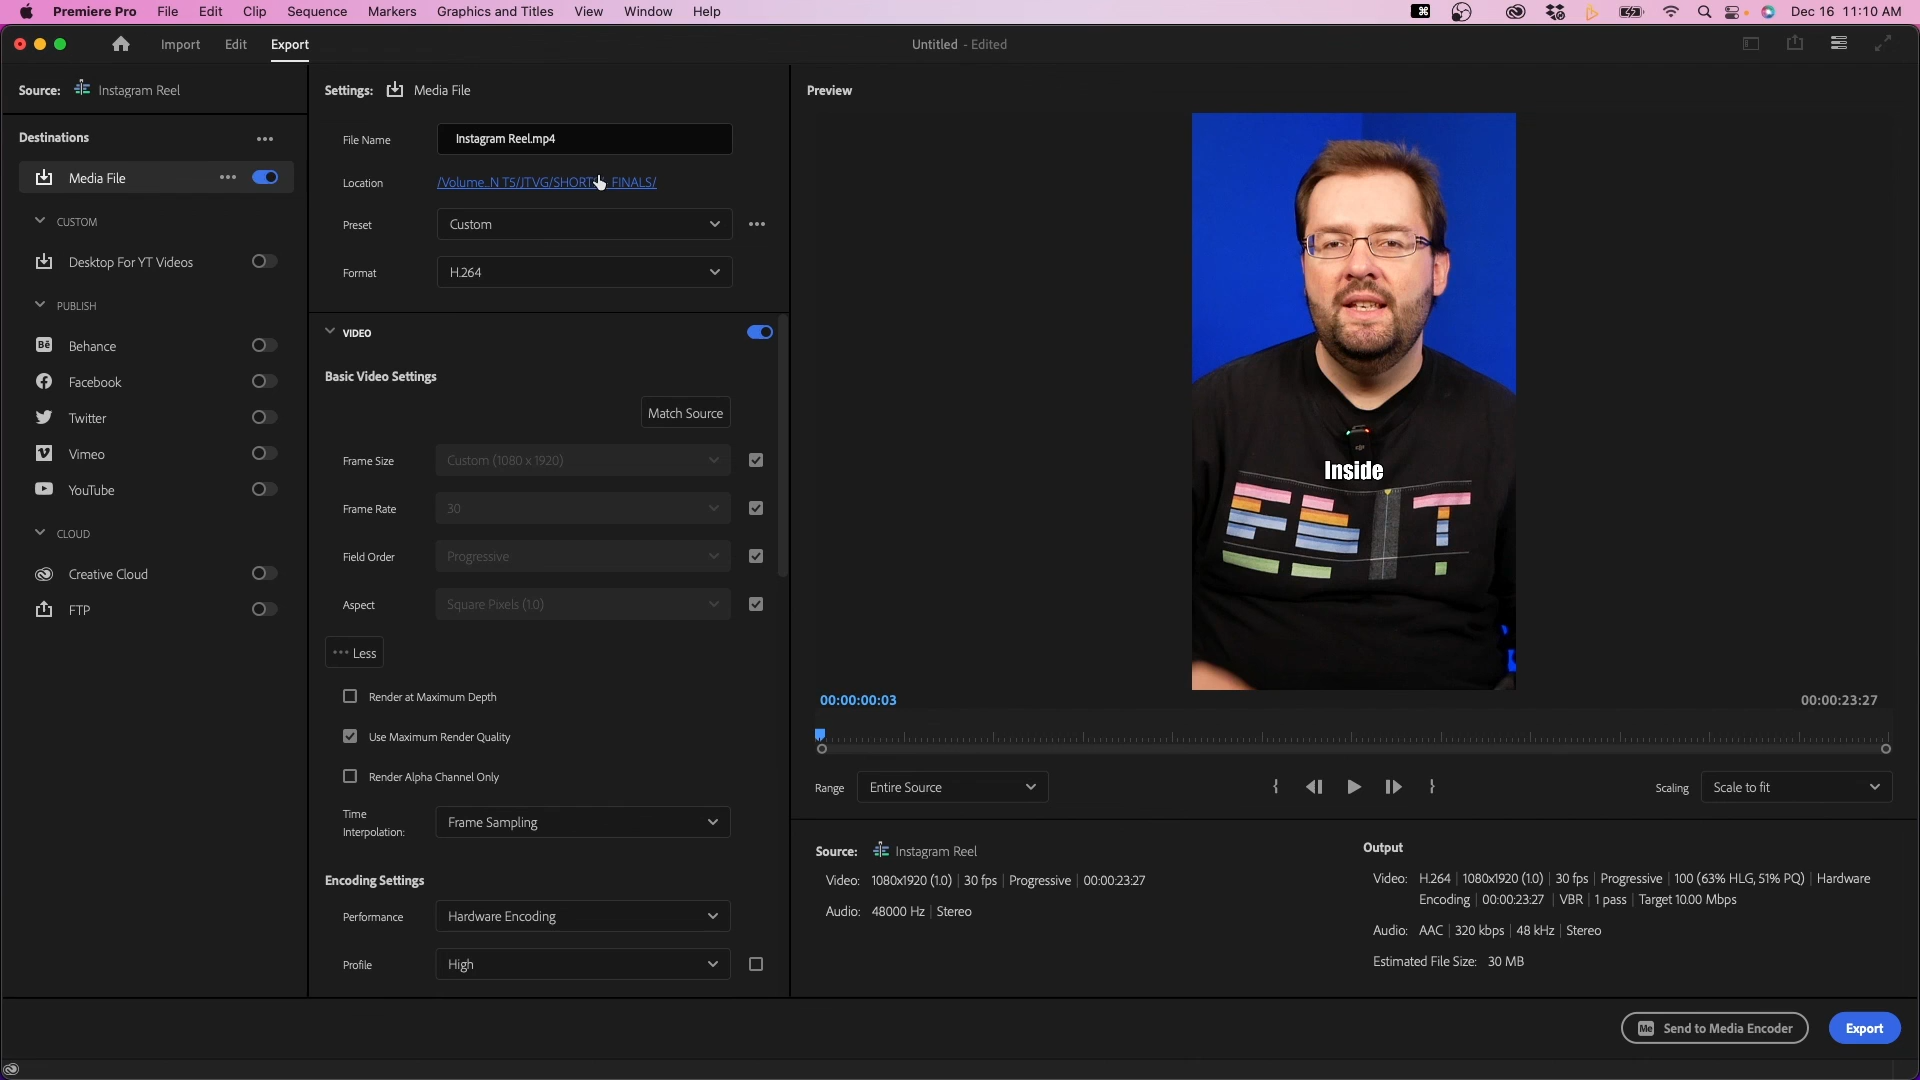 Premiere Pro File Edit Clip Sequence Markers Graphics and Titles View Window Help Dec 16 11:10 AM
Import Edit Export Untitled - Edited
Source: Instagram Reel
Destinations
Media File
CUSTOM
Desktop For YT Videos
PUBLISH
Bē Behance
Facebook
Twitter
Vimeo
YouTube
CLOUD
Creative Cloud
FTP
Settings: Media File
File Name Instagram Reel.mp4
Location /Volume...N T5/JTVG/SHORTS FINALS/
Preset Custom
Format H.264
VIDEO
Basic Video Settings
Match Source
Frame Size Custom (1080 x 1920)
Frame Rate 30
Field Order Progressive
Aspect Square Pixels (1.0)
Less
Render at Maximum Depth
Use Maximum Render Quality
Render Alpha Channel Only
Time
Interpolation: Frame Sampling
Encoding Settings
Performance Hardware Encoding
Profile High
Preview
Inside
EDIT
00:00:00:03 00:00:23:27
Range Entire Source Scaling Scale to fit
Source: Instagram Reel
Video: 1080x1920 (1.0) | 30 fps | Progressive | 00:00:23:27
Audio: 48000 Hz | Stereo
Output
Video: H.264 | 1080x1920 (1.0) | 30 fps | Progressive | 100 (63% HLG, 51% PQ) | Hardware
Encoding | 00:00:23:27 | VBR | 1 pass | Target 10.00 Mbps
Audio: AAC | 320 kbps | 48 kHz | Stereo
Estimated File Size: 30 MB
Me Send to Media Encoder Export